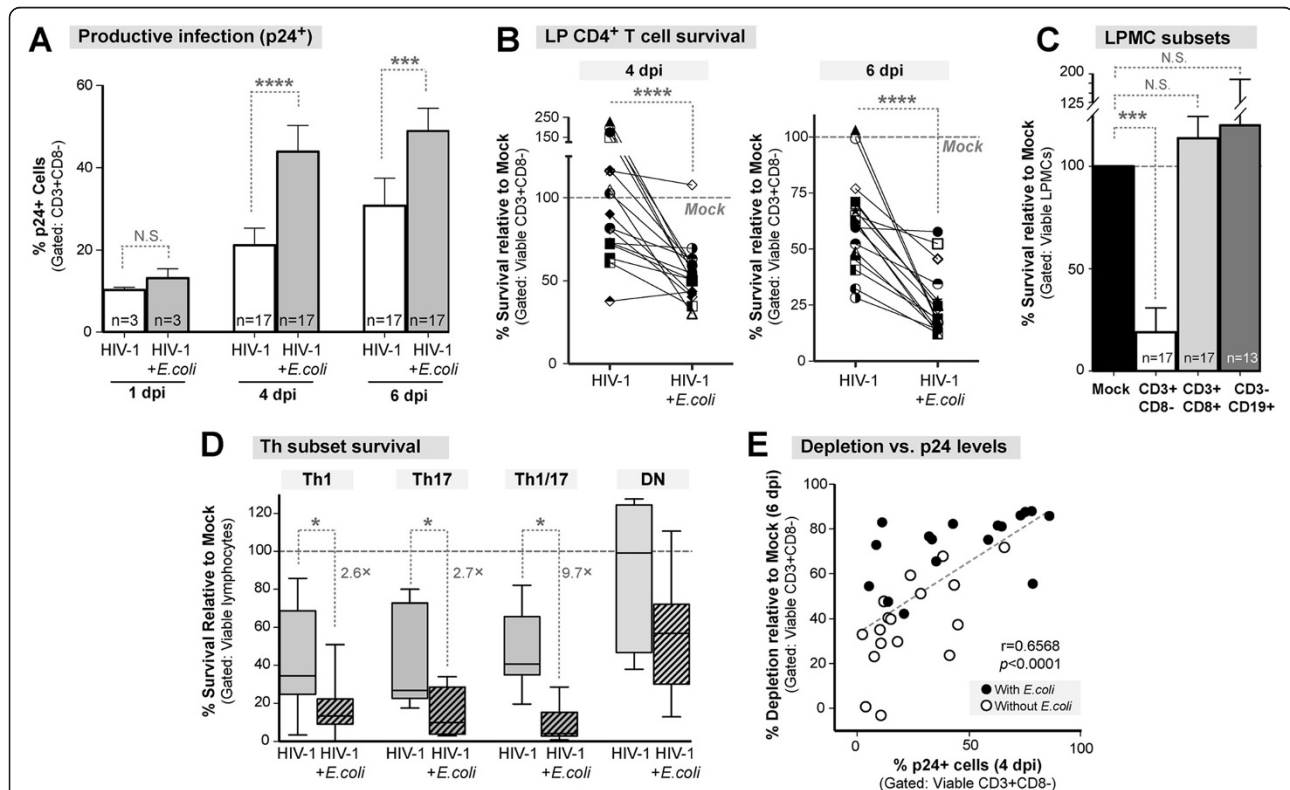 A Productive infection (p24+)
% p24+ Cells
(Gated: CD3+CD8-)
60
40
20
0
N.S.
****
***
n=3 n=3 n=17 n=17 n=17 n=17
HIV-1 HIV-1 HIV-1 HIV-1 HIV-1 HIV-1
+E.coli +E.coli +E.coli
1 dpi 4 dpi 6 dpi
B LP CD4+ T cell survival
4 dpi
% Survival relative to Mock
(Gated: Viable CD3+CD8-)
250
150
100
50
0
****
Mock
HIV-1 HIV-1
+E.coli
6 dpi
% Survival relative to Mock
(Gated: Viable CD3+CD8-)
100
75
50
25
0
****
Mock
HIV-1 HIV-1
+E.coli
C LPMC subsets
% Survival relative to Mock
(Gated: Viable LPMCs)
200
125
100
50
0
N.S.
N.S.
***
n=17 n=17 n=13
Mock CD3+ CD3+ CD3-
CD8- CD8+ CD19+
D Th subset survival
Th1 Th17 Th1/17 DN
% Survival Relative to Mock
(Gated: Viable lymphocytes)
120
100
80
60
40
20
0
* * *
2.6× 2.7× 9.7×
HIV-1 HIV-1 HIV-1 HIV-1 HIV-1 HIV-1 HIV-1 HIV-1
+E.coli +E.coli +E.coli +E.coli
E Depletion vs. p24 levels
% Depletion relative to Mock (6 dpi)
(Gated: Viable CD3+CD8-)
100
80
60
40
20
0
r=0.6568
p<0.0001
With E.coli
Without E.coli
0 50 100
% p24+ cells (4 dpi)
(Gated: Viable CD3+CD8-)